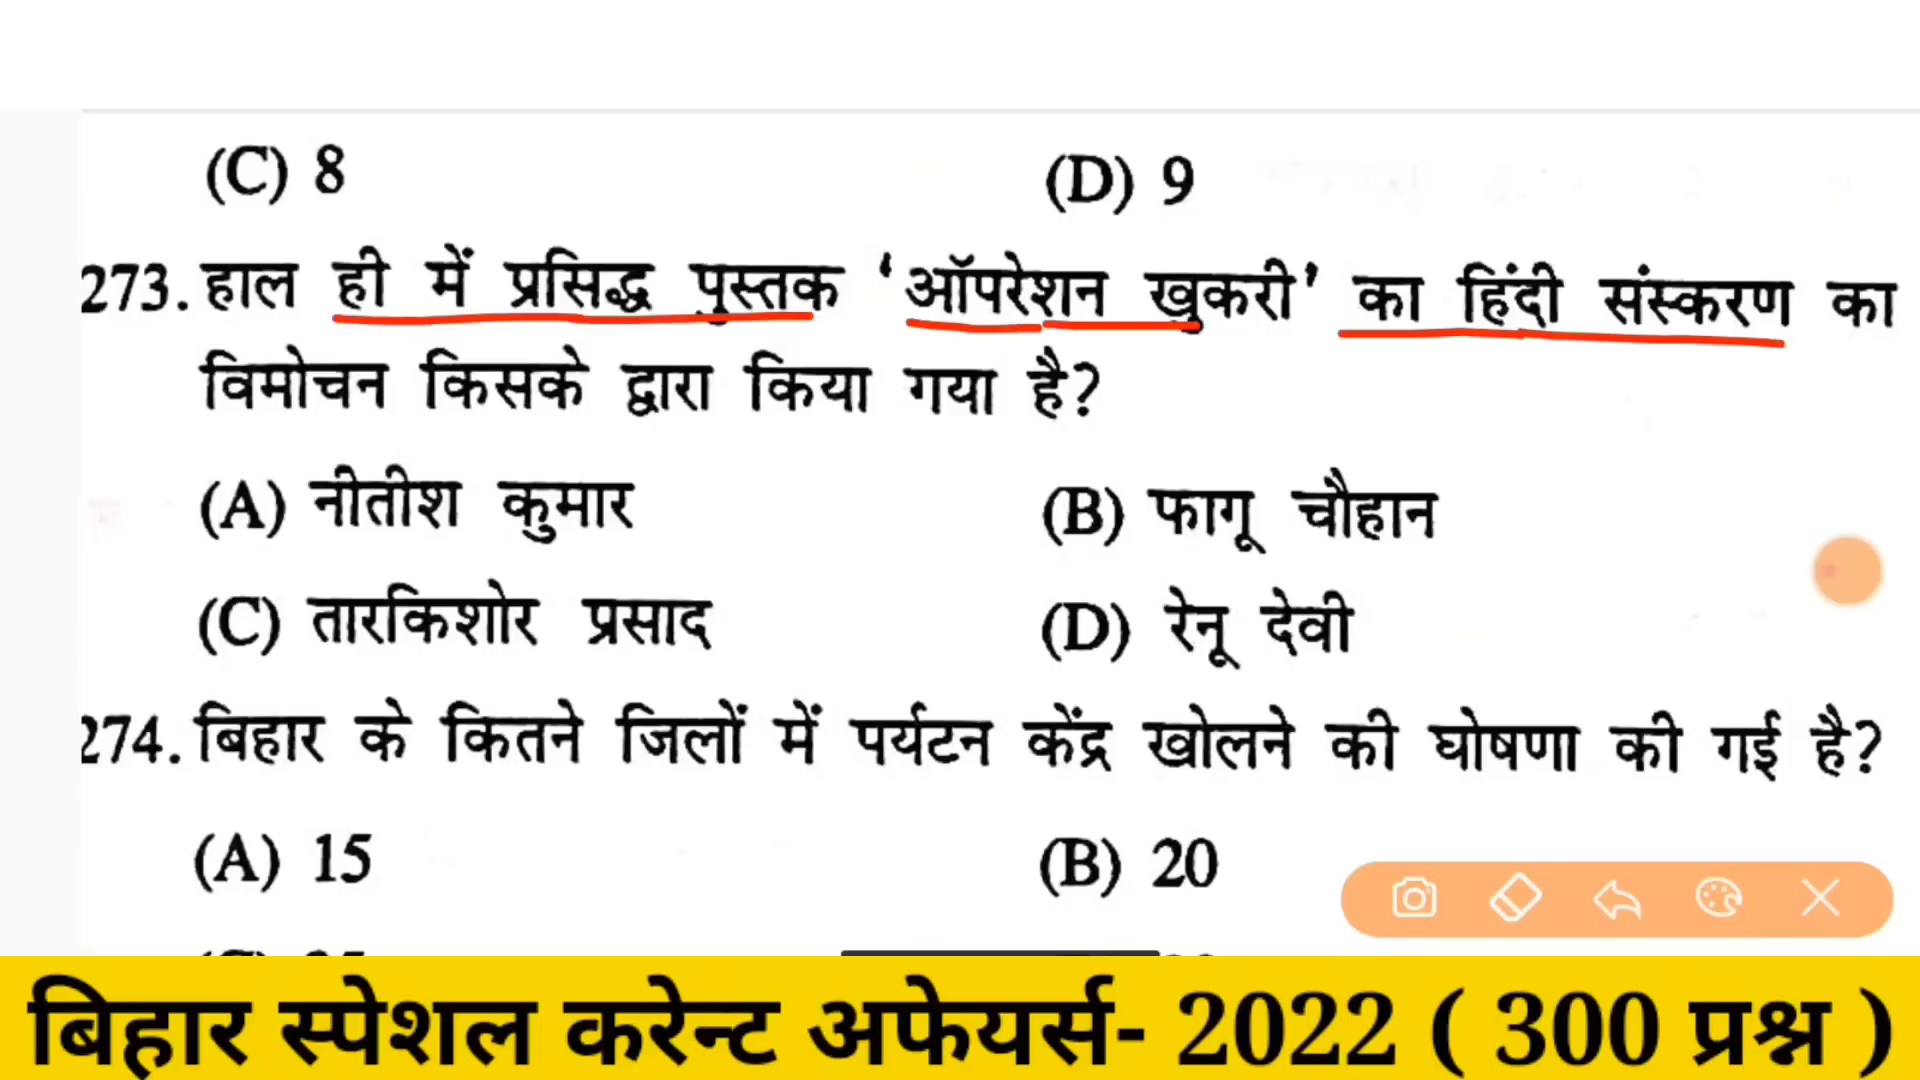 (C) 8 (D) 9
273. हाल ही में प्रसिद्ध पुस्तक ‘ऑपरेशन खुकरी’ का हिंदी संस्करण का
विमोचन किसके द्वारा किया गया है?
(A) नीतीश कुमार (B) फागू चौहान
(C) तारकिशोर प्रसाद (D) रेनू देवी
274. बिहार के कितने जिलों में पर्यटन केंद्र खोलने की घोषणा की गई है?
(A) 15 (B) 20
बिहार स्पेशल करेन्ट अफेयर्स- 2022 ( 300 प्रश्न )